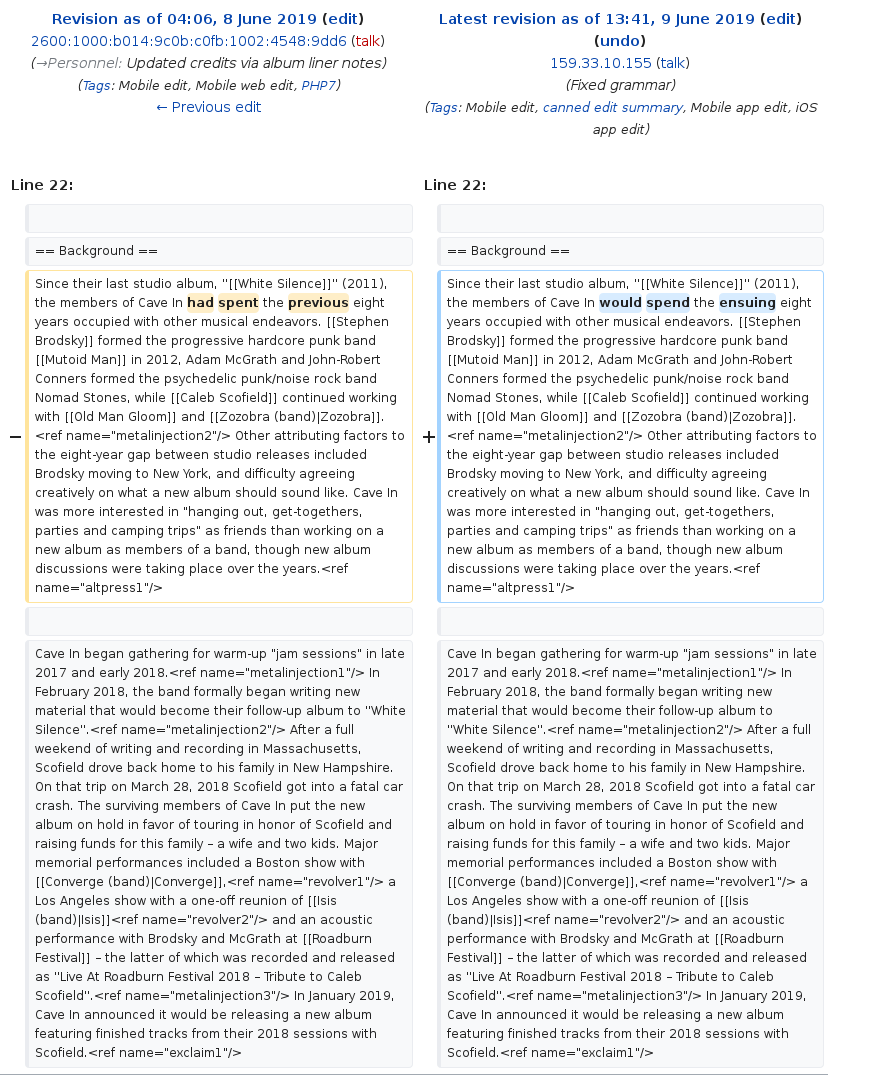 Revision as of 04:06, 8 June 2019 (edit)
2600:1000:b014:9c0b:c0fb:1002:4548:9dd6 (talk)
(→Personnel: Updated credits via album liner notes)
(Tags: Mobile edit, Mobile web edit, PHP7)
← Previous edit
Latest revision as of 13:41, 9 June 2019 (edit)
(undo)
159.33.10.155 (talk)
(Fixed grammar)
(Tags: Mobile edit, canned edit summary, Mobile app edit, iOS
app edit)
Line 22:
Line 22:
== Background ==
== Background ==
−
Since their last studio album, ''[[White Silence]]'' (2011),
the members of Cave In had spent the previous eight
years occupied with other musical endeavors. [[Stephen
Brodsky]] formed the progressive hardcore punk band
[[Mutoid Man]] in 2012, Adam McGrath and John-Robert
Conners formed the psychedelic punk/noise rock band
Nomad Stones, while [[Caleb Scofield]] continued working
with [[Old Man Gloom]] and [[Zozobra (band)|Zozobra]].
<ref name="metalinjection2"/> Other attributing factors to
the eight-year gap between studio releases included
Brodsky moving to New York, and difficulty agreeing
creatively on what a new album should sound like. Cave In
was more interested in "hanging out, get-togethers,
parties and camping trips" as friends than working on a
new album as members of a band, though new album
discussions were taking place over the years.<ref
name="altpress1"/>
+
Since their last studio album, ''[[White Silence]]'' (2011),
the members of Cave In would spend the ensuing eight
years occupied with other musical endeavors. [[Stephen
Brodsky]] formed the progressive hardcore punk band
[[Mutoid Man]] in 2012, Adam McGrath and John-Robert
Conners formed the psychedelic punk/noise rock band
Nomad Stones, while [[Caleb Scofield]] continued working
with [[Old Man Gloom]] and [[Zozobra (band)|Zozobra]].
<ref name="metalinjection2"/> Other attributing factors to
the eight-year gap between studio releases included
Brodsky moving to New York, and difficulty agreeing
creatively on what a new album should sound like. Cave In
was more interested in "hanging out, get-togethers,
parties and camping trips" as friends than working on a
new album as members of a band, though new album
discussions were taking place over the years.<ref
name="altpress1"/>
Cave In began gathering for warm-up "jam sessions" in late
2017 and early 2018.<ref name="metalinjection1"/> In
February 2018, the band formally began writing new
material that would become their follow-up album to ''White
Silence''.<ref name="metalinjection2"/> After a full
weekend of writing and recording in Massachusetts,
Scofield drove back home to his family in New Hampshire.
On that trip on March 28, 2018 Scofield got into a fatal car
crash. The surviving members of Cave In put the new
album on hold in favor of touring in honor of Scofield and
raising funds for this family – a wife and two kids. Major
memorial performances included a Boston show with
[[Converge (band)|Converge]],<ref name="revolver1"/> a
Los Angeles show with a one-off reunion of [[Isis
(band)|Isis]]<ref name="revolver2"/> and an acoustic
performance with Brodsky and McGrath at [[Roadburn
Festival]] – the latter of which was recorded and released
as ''Live At Roadburn Festival 2018 – Tribute to Caleb
Scofield''.<ref name="metalinjection3"/> In January 2019,
Cave In announced it would be releasing a new album
featuring finished tracks from their 2018 sessions with
Scofield.<ref name="exclaim1"/>
Cave In began gathering for warm-up "jam sessions" in late
2017 and early 2018.<ref name="metalinjection1"/> In
February 2018, the band formally began writing new
material that would become their follow-up album to
''White Silence''.<ref name="metalinjection2"/> After a full
weekend of writing and recording in Massachusetts,
Scofield drove back home to his family in New Hampshire.
On that trip on March 28, 2018 Scofield got into a fatal car
crash. The surviving members of Cave In put the new
album on hold in favor of touring in honor of Scofield and
raising funds for this family – a wife and two kids. Major
memorial performances included a Boston show with
[[Converge (band)|Converge]],<ref name="revolver1"/> a
Los Angeles show with a one-off reunion of [[Isis
(band)|Isis]]<ref name="revolver2"/> and an acoustic
performance with Brodsky and McGrath at [[Roadburn
Festival]] – the latter of which was recorded and released
as ''Live At Roadburn Festival 2018 – Tribute to Caleb
Scofield''.<ref name="metalinjection3"/> In January 2019,
Cave In announced it would be releasing a new album
featuring finished tracks from their 2018 sessions with
Scofield.<ref name="exclaim1"/>